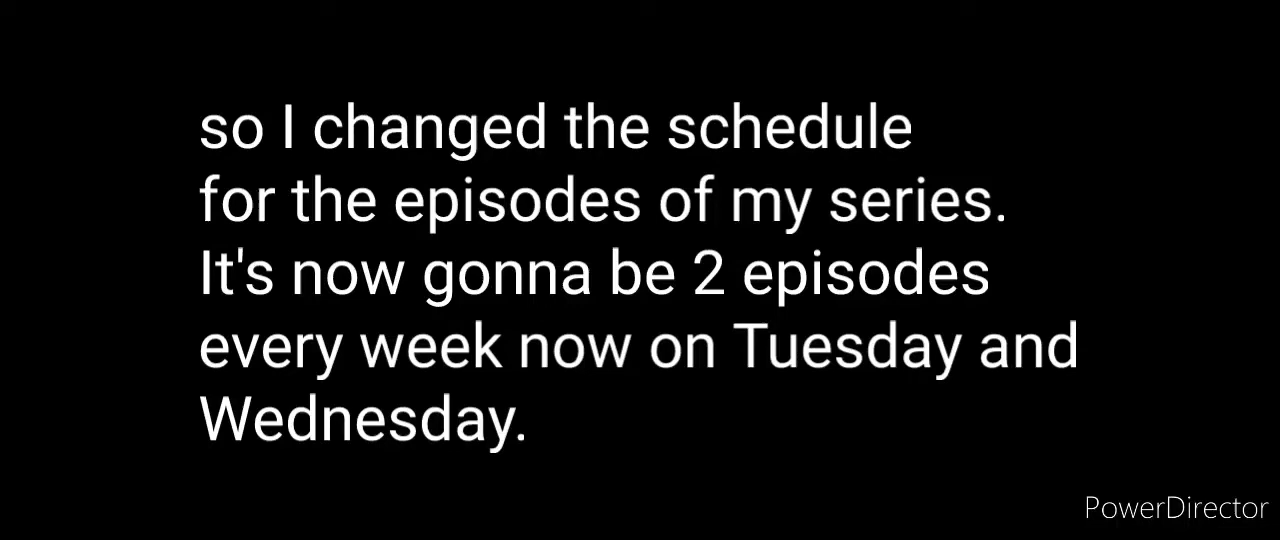 so I changed the schedule
for the episodes of my series.
It's now gonna be 2 episodes
every week now on Tuesday and
Wednesday.
PowerDirector